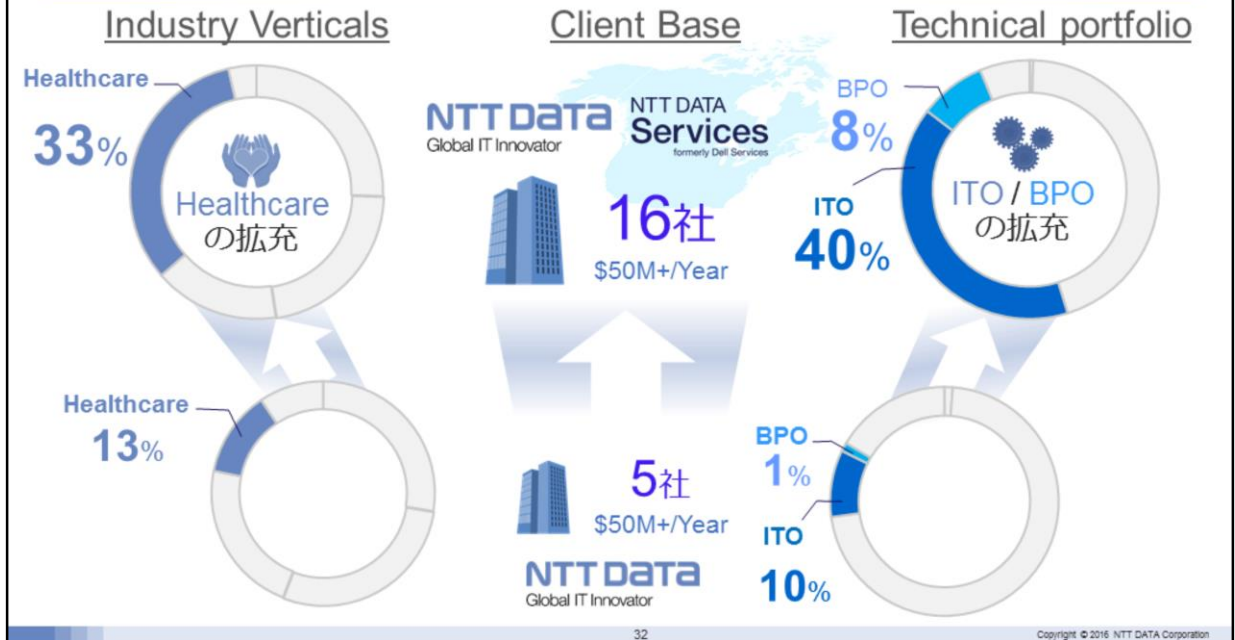 Industry Verticals
Client Base
Technical portfolio
Healthcare
33%
Healthcare
の拡充
NTT DATA
Global IT Innovator
NTT DATA
Services
formerly Dell Services
16社
$50M+/Year
BPO
8%
ITO
40%
ITO / BPO
の拡充
Healthcare
13%
5社
$50M+/Year
NTT DATA
Global IT Innovator
BPO
1%
ITO
10%
32
Copyright © 2016 NTT DATA Corporation